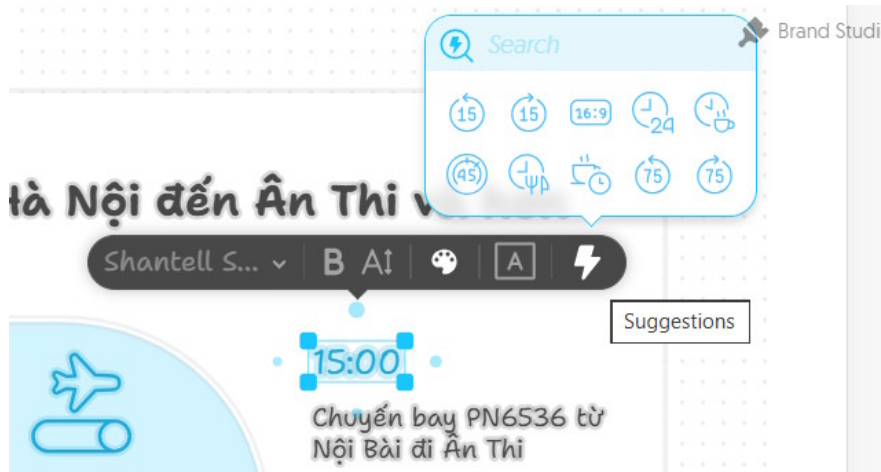 Search
Brand Studi
15 15 16:9 24
45 75 75
Hà Nội đến Ân Thi
Shantell S... B A A
Suggestions
15:00
Chuyến bay PN6536 từ
Nội Bài đi Ân Thi